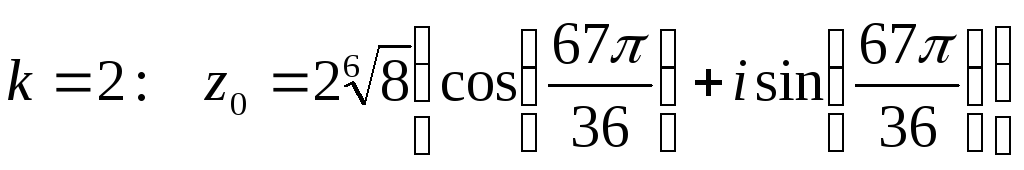 k = 2 : z₀ = 2⁶√8 ▯ cos ▯ 67π/36 ▯ + i sin ▯ 67π/36 ▯ ▯